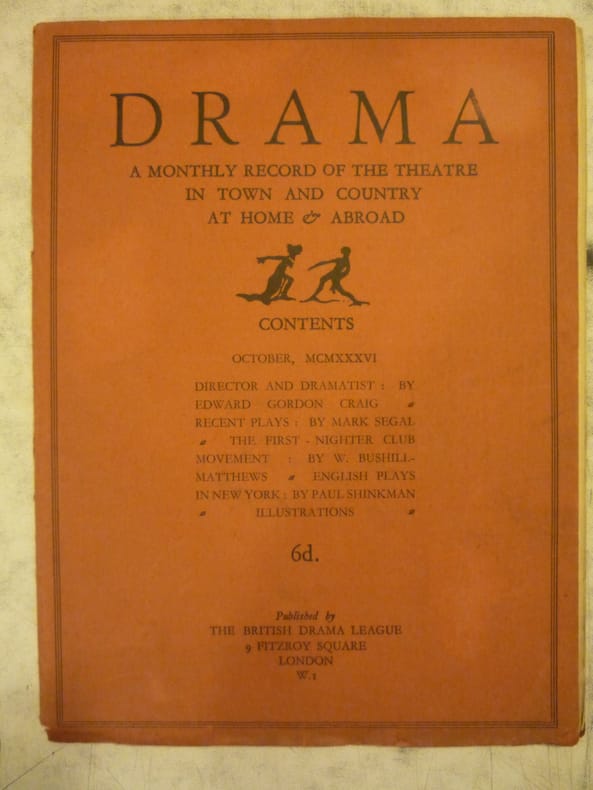 DRAMA
A MONTHLY RECORD OF THE THEATRE
IN TOWN AND COUNTRY
AT HOME & ABROAD
CONTENTS
OCTOBER, MCMXXXVI
DIRECTOR AND DRAMATIST : BY
EDWARD GORDON CRAIG
RECENT PLAYS : BY MARK SEGAL
THE FIRST - NIGHTER CLUB
MOVEMENT : BY W. BUSHILL-
MATTHEWS ENGLISH PLAYS
IN NEW YORK : BY PAUL SHINKMAN
ILLUSTRATIONS
6d.
Published by
THE BRITISH DRAMA LEAGUE
9 FITZROY SQUARE
LONDON
W.1